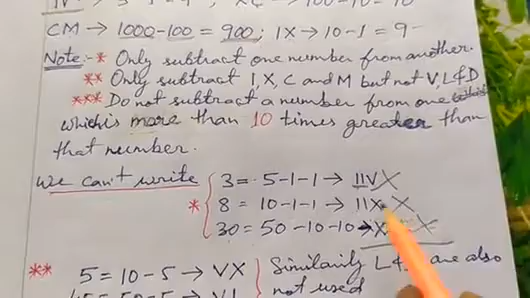 CM → 1000-100 = 900; IX → 10-1 = 9
Note:- * Only subtract one number from another.
** Only subtract I, X, C and M but not V, L & D
*** Do not subtract a number from one
which is more than 10 times greater than
that number.
We can't write { 3 = 5-1-1 → IIV X
* 8 = 10-1-1 → IIX X
30 = 50-10-10 → X X
** 5 = 10-5 → VX } Similarly L & are also
not used